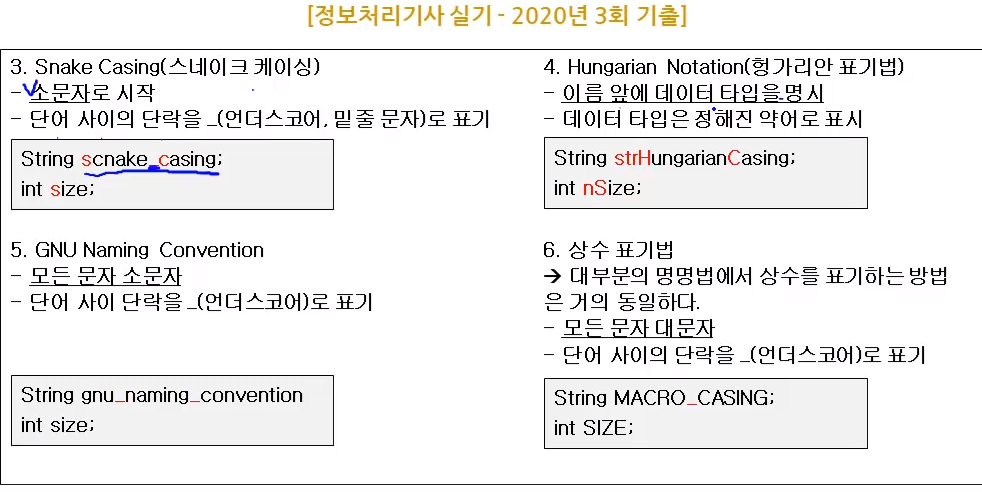 [정보처리기사 실기 - 2020년 3회 기출]
3. Snake Casing(스네이크 케이싱)
- 소문자로 시작
- 단어 사이의 단락을 _(언더스코어, 밑줄 문자)로 표기
String scnake_casing;
int size;
4. Hungarian Notation(헝가리안 표기법)
- 이름 앞에 데이터 타입을 명시
- 데이터 타입은 정해진 약어로 표시
String strHungarianCasing;
int nSize;
5. GNU Naming Convention
- 모든 문자 소문자
- 단어 사이 단락을 _(언더스코어)로 표기
String gnu_naming_convention
int size;
6. 상수 표기법
→ 대부분의 명명법에서 상수를 표기하는 방법
은 거의 동일하다.
- 모든 문자 대문자
- 단어 사이의 단락을 _(언더스코어)로 표기
String MACRO_CASING;
int SIZE;